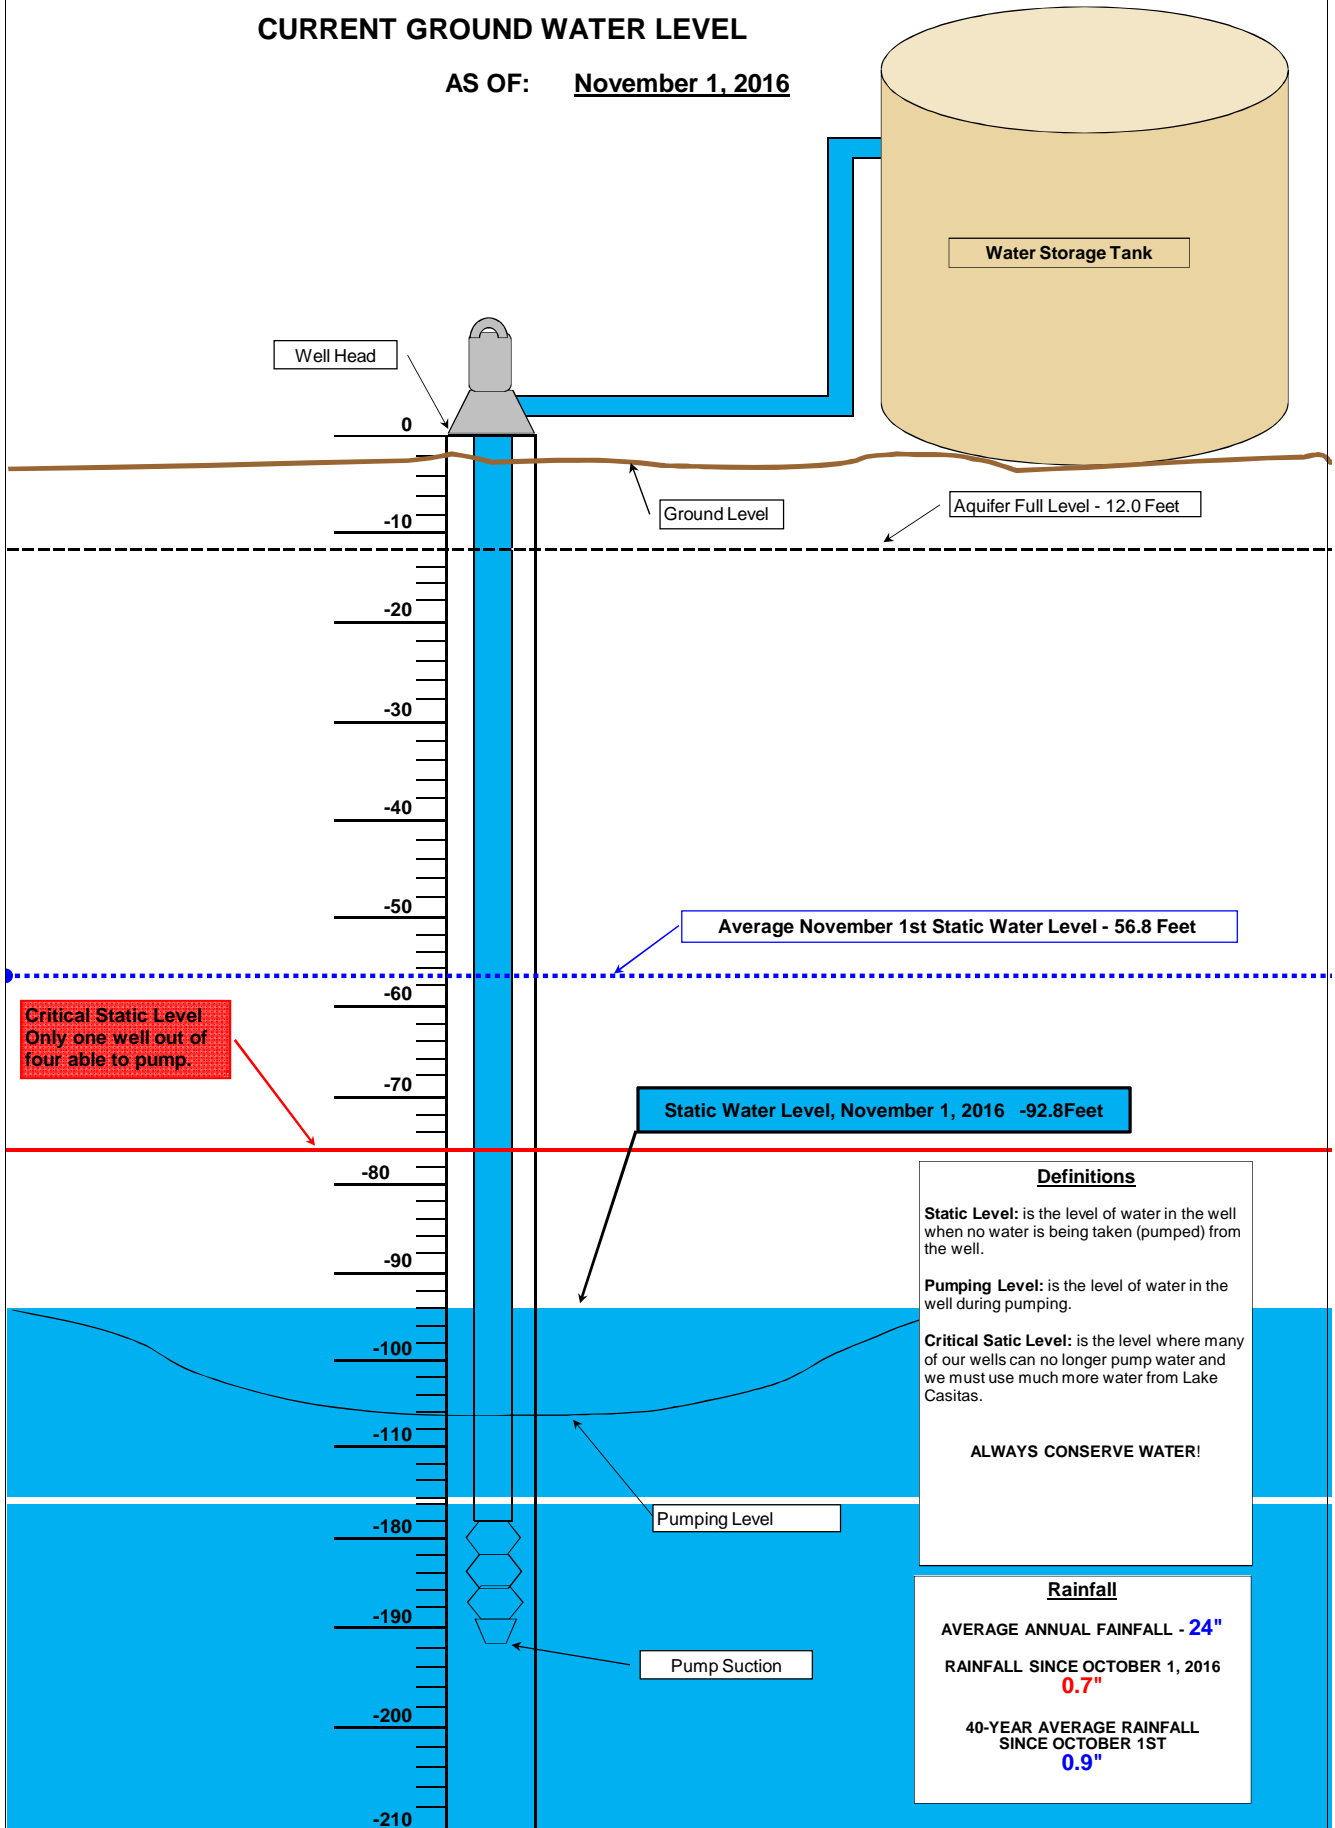 CURRENT GROUND WATER LEVEL
AS OF: November 1, 2016
Water Storage Tank
Well Head
0
Ground Level
Aquifer Full Level - 12.0 Feet
-10
-20
-30
-40
-50
Average November 1st Static Water Level - 56.8 Feet
-60
Critical Static Level
Only one well out of
four able to pump.
-70
Static Water Level, November 1, 2016 -92.8Feet
-80
Definitions
Static Level: is the level of water in the well
when no water is being taken (pumped) from
the well.
Pumping Level: is the level of water in the
well during pumping.
Critical Satic Level: is the level where many
of our wells can no longer pump water and
we must use much more water from Lake
Casitas.
ALWAYS CONSERVE WATER!
-90
-100
-110
Pumping Level
-180
-190
Pump Suction
-200
-210
Rainfall
AVERAGE ANNUAL FAINFALL - 24"
RAINFALL SINCE OCTOBER 1, 2016
0.7"
40-YEAR AVERAGE RAINFALL
SINCE OCTOBER 1ST
0.9"